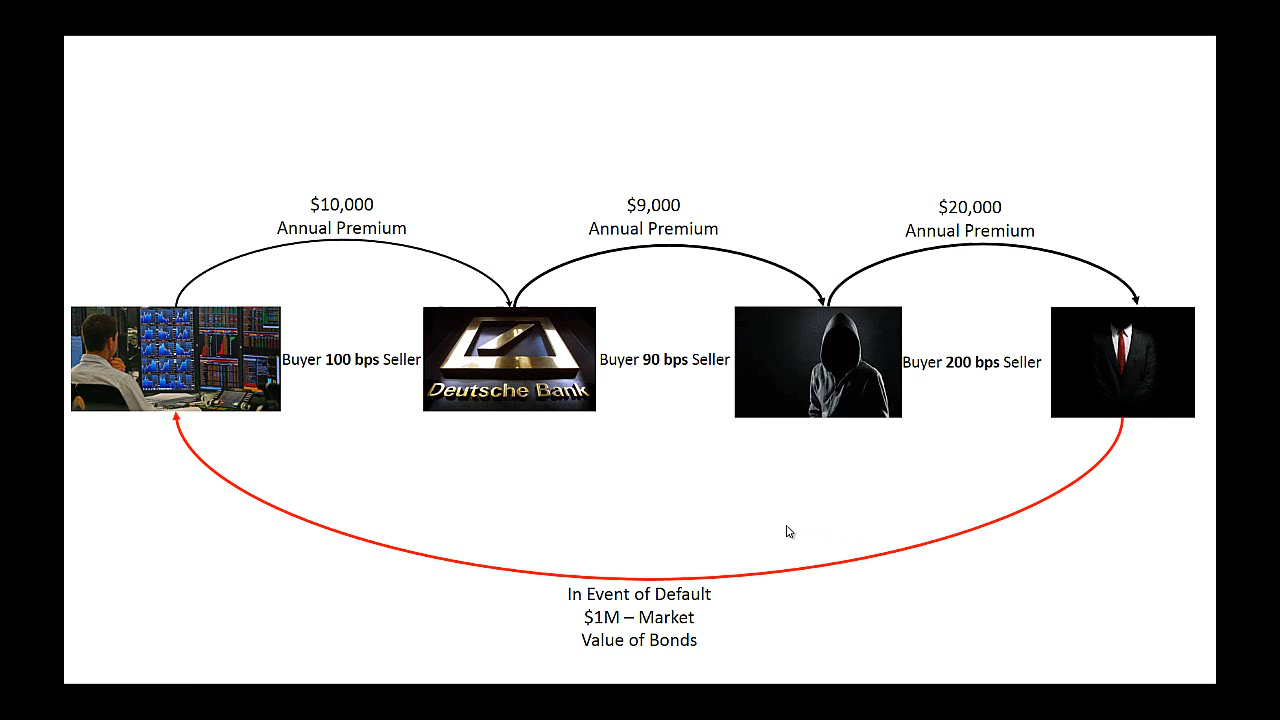 $10,000
Annual Premium
$9,000
Annual Premium
$20,000
Annual Premium
Buyer 100 bps Seller
Deutsche Bank
Buyer 90 bps Seller
Buyer 200 bps Seller
In Event of Default
$1M – Market
Value of Bonds